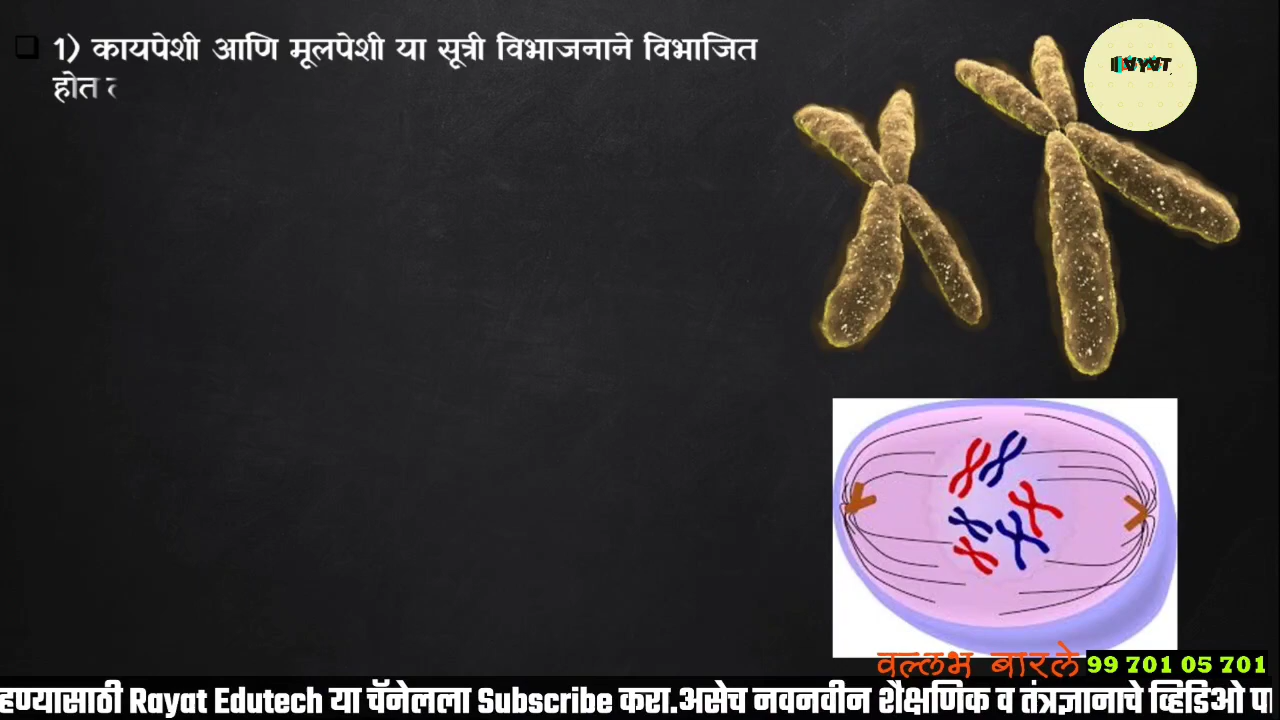 1) कायपेशी आणि मूलपेशी या सूत्री विभाजनाने विभाजित
होत
RAYAT
वल्लभ बारले 99 701 05 701
हण्यासाठी Rayat Edutech या चॅनेलला Subscribe करा.असेच नवनवीन शैक्षणिक व तंत्रज्ञानाचे व्हिडिओ